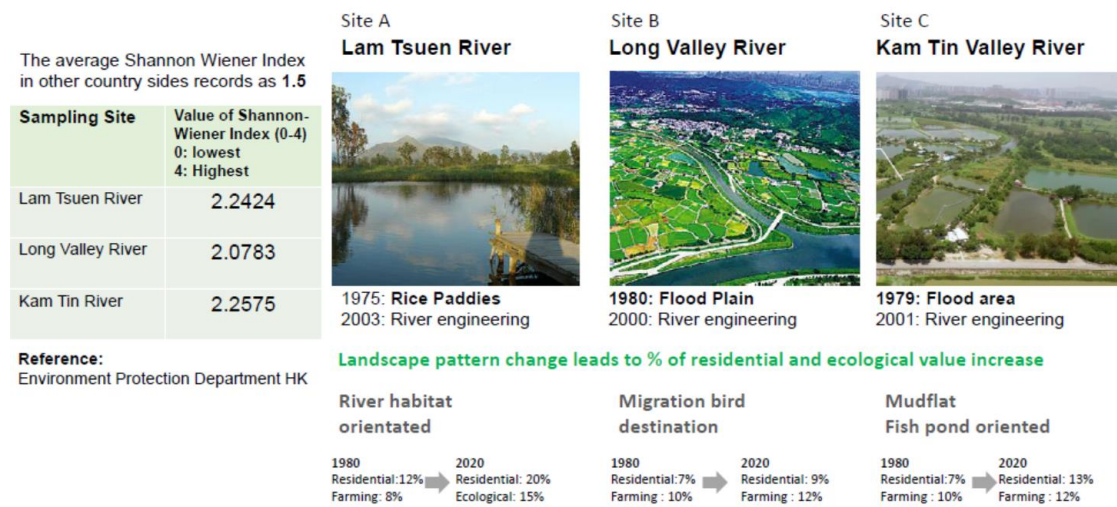 The average Shannon Wiener Index
in other country sides records as 1.5
Sampling Site
Value of Shannon-
Wiener Index (0-4)
0: lowest
4: Highest
Lam Tsuen River
2.2424
Long Valley River
2.0783
Kam Tin River
2.2575
Reference:
Environment Protection Department HK
Site A
Lam Tsuen River
1975: Rice Paddies
2003: River engineering
Site B
Long Valley River
1980: Flood Plain
2000: River engineering
Site C
Kam Tin Valley River
1979: Flood area
2001: River engineering
Landscape pattern change leads to % of residential and ecological value increase
River habitat
orientated
1980
Residential:12%
Farming: 8%
2020
Residential: 20%
Ecological: 15%
Migration bird
destination
1980
Residential:7%
Farming : 10%
2020
Residential: 9%
Farming : 12%
Mudflat
Fish pond oriented
1980
Residential:7%
Farming : 10%
2020
Residential: 13%
Farming : 12%